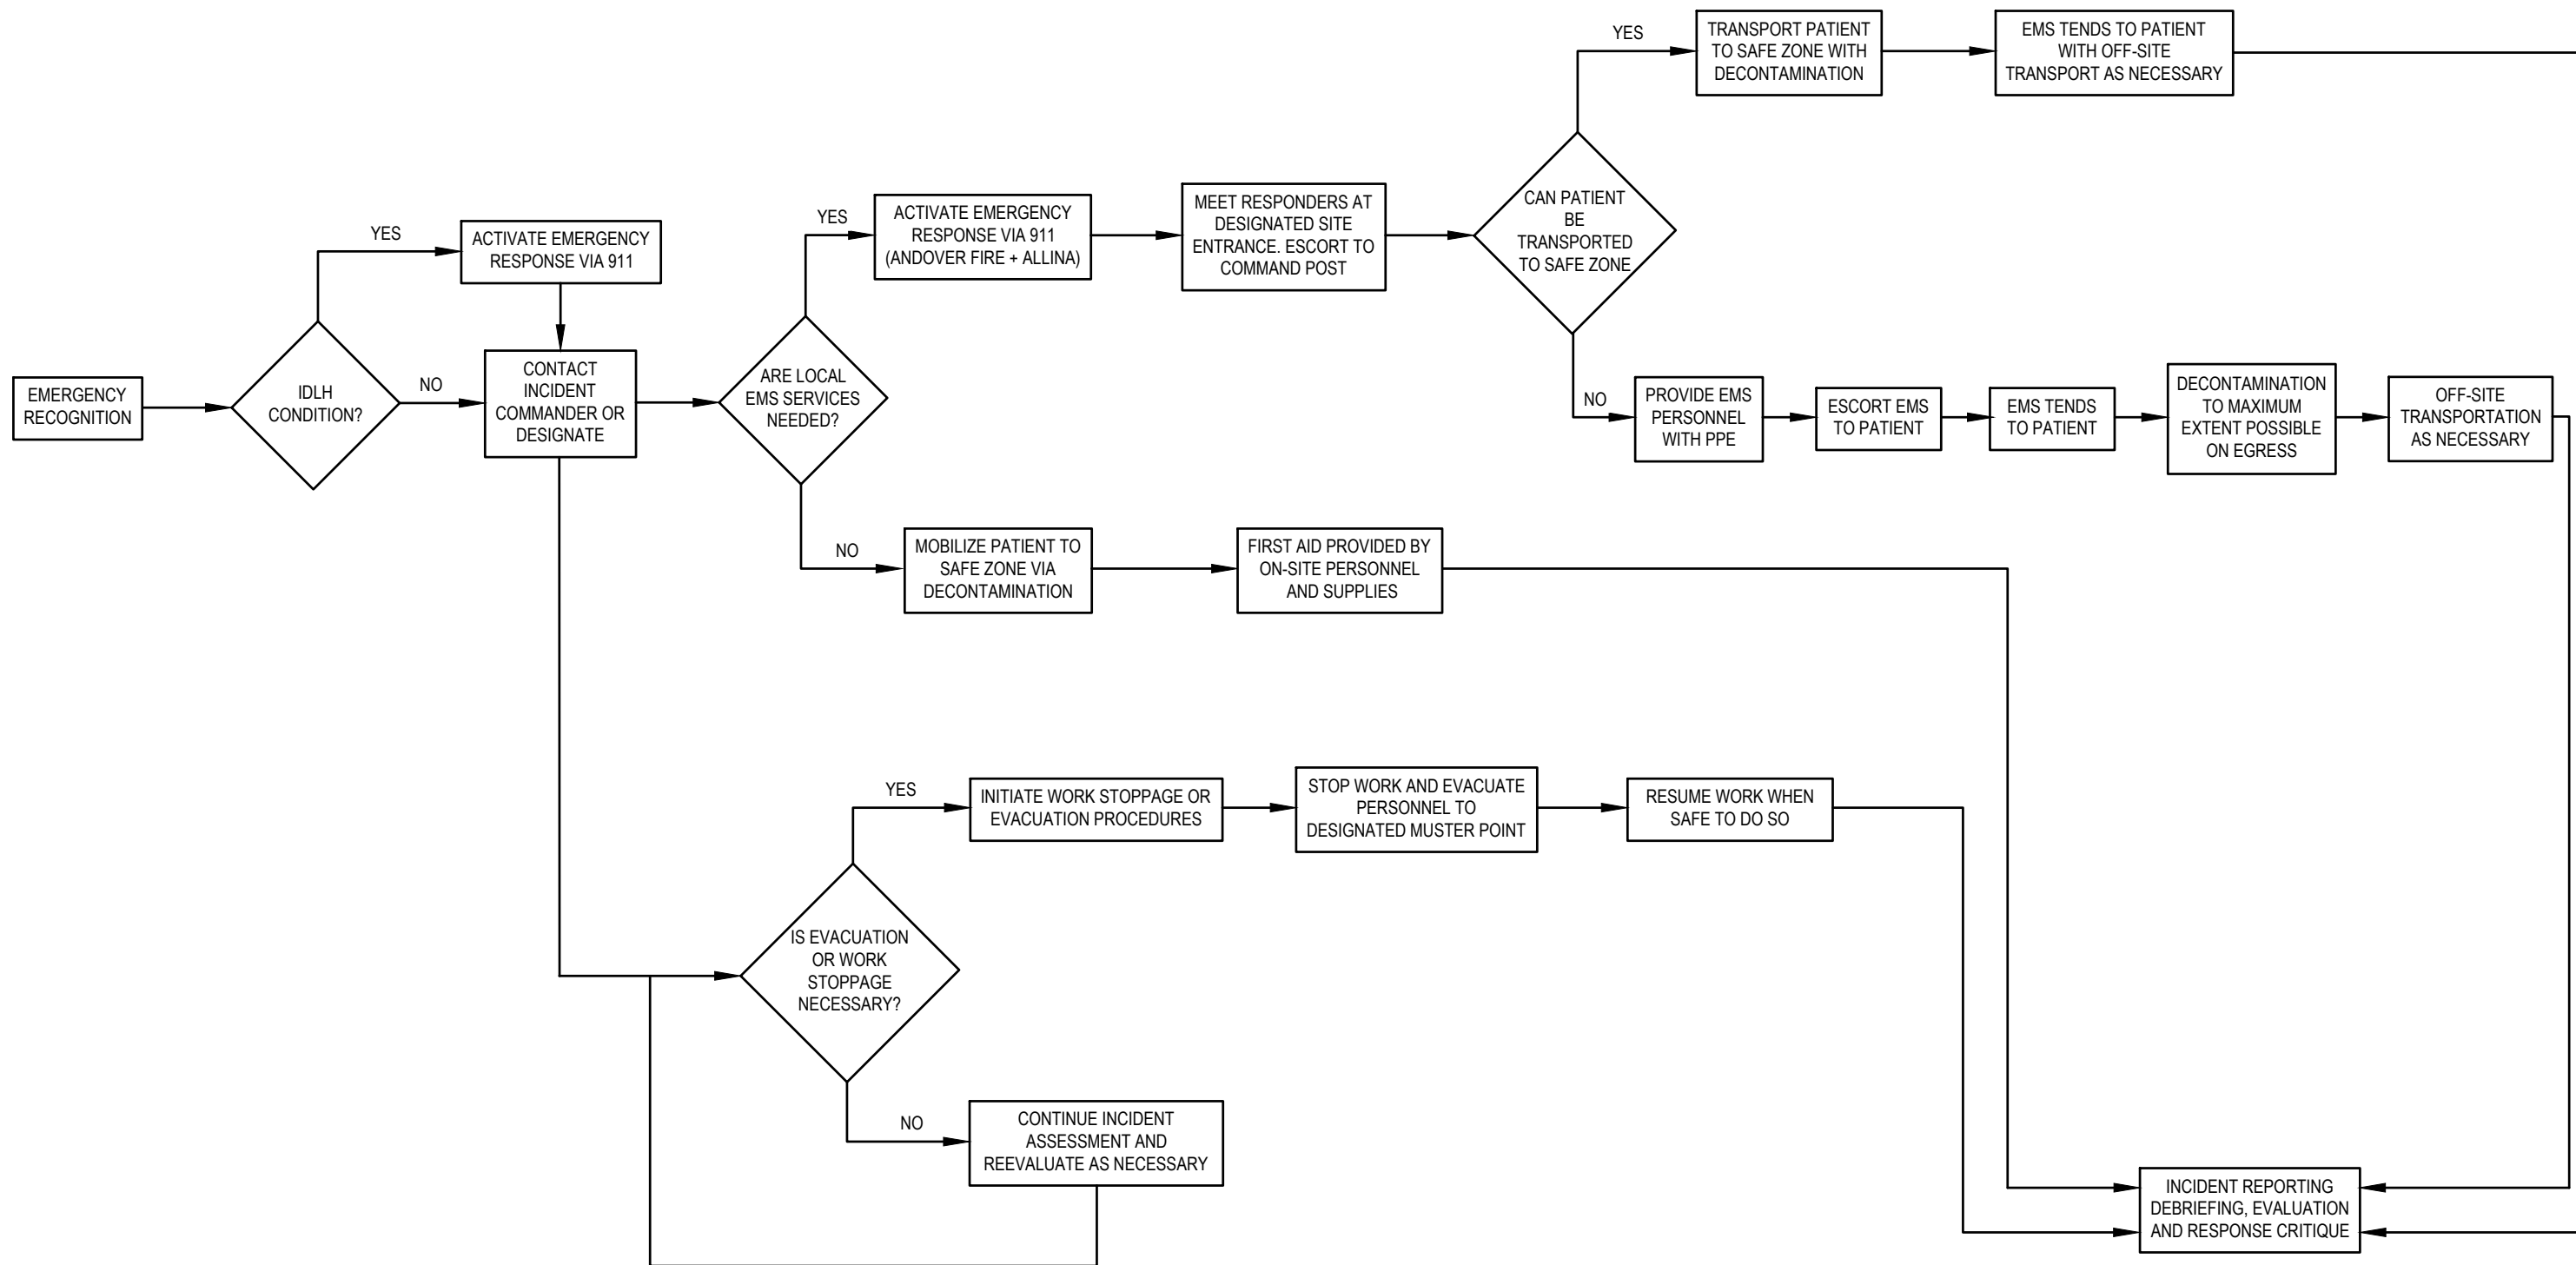 EMERGENCY
RECOGNITION
IDLH
CONDITION?
YES
ACTIVATE EMERGENCY
RESPONSE VIA 911
NO
CONTACT
INCIDENT
COMMANDER OR
DESIGNATE
ARE LOCAL
EMS SERVICES
NEEDED?
YES
ACTIVATE EMERGENCY
RESPONSE VIA 911
(ANDOVER FIRE + ALLINA)
MEET RESPONDERS AT
DESIGNATED SITE
ENTRANCE. ESCORT TO
COMMAND POST
CAN PATIENT
BE
TRANSPORTED
TO SAFE ZONE
YES
TRANSPORT PATIENT
TO SAFE ZONE WITH
DECONTAMINATION
EMS TENDS TO PATIENT
WITH OFF-SITE
TRANSPORT AS NECESSARY
NO
PROVIDE EMS
PERSONNEL
WITH PPE
ESCORT EMS
TO PATIENT
EMS TENDS
TO PATIENT
DECONTAMINATION
TO MAXIMUM
EXTENT POSSIBLE
ON EGRESS
OFF-SITE
TRANSPORTATION
AS NECESSARY
NO
MOBILIZE PATIENT TO
SAFE ZONE VIA
DECONTAMINATION
FIRST AID PROVIDED BY
ON-SITE PERSONNEL
AND SUPPLIES
IS EVACUATION
OR WORK
STOPPAGE
NECESSARY?
YES
INITIATE WORK STOPPAGE OR
EVACUATION PROCEDURES
STOP WORK AND EVACUATE
PERSONNEL TO
DESIGNATED MUSTER POINT
RESUME WORK WHEN
SAFE TO DO SO
NO
CONTINUE INCIDENT
ASSESSMENT AND
REEVALUATE AS NECESSARY
INCIDENT REPORTING
DEBRIEFING, EVALUATION
AND RESPONSE CRITIQUE